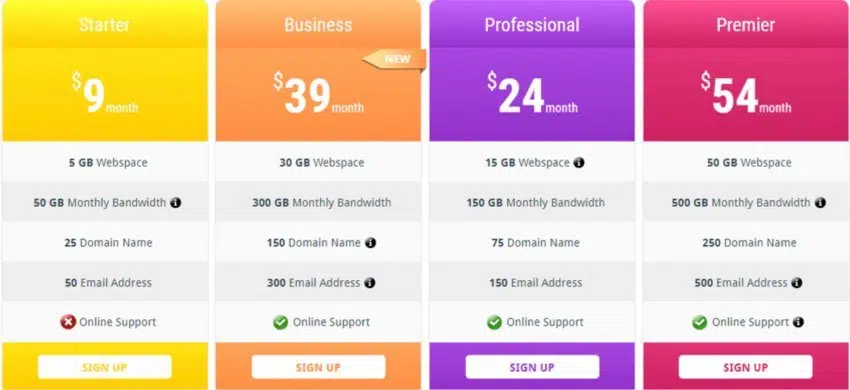 Starter
$9 month
5 GB Webspace
50 GB Monthly Bandwidth
25 Domain Name
50 Email Address
Online Support
SIGN UP
Business
NEW
$39 month
30 GB Webspace
300 GB Monthly Bandwidth
150 Domain Name
300 Email Address
Online Support
SIGN UP
Professional
$24 month
15 GB Webspace
150 GB Monthly Bandwidth
75 Domain Name
150 Email Address
Online Support
SIGN UP
Premier
$54 month
50 GB Webspace
500 GB Monthly Bandwidth
250 Domain Name
500 Email Address
Online Support
SIGN UP